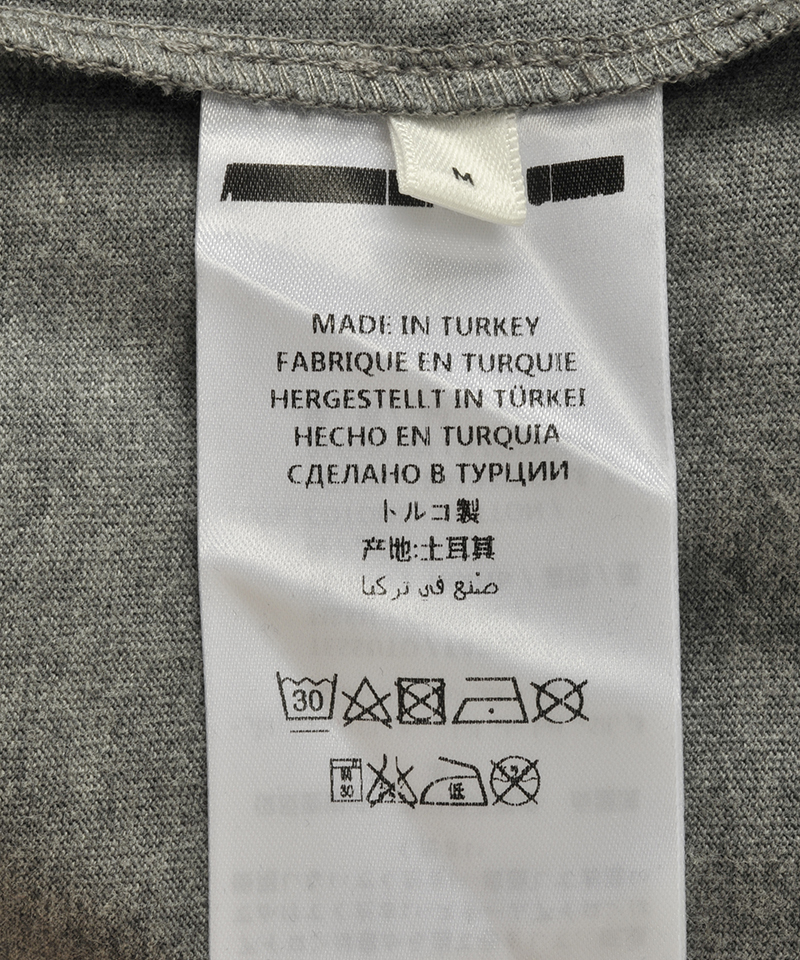 M
MADE IN TURKEY
FABRIQUE EN TURQUIE
HERGESTELLT IN TÜRKEI
HECHO EN TURQUIA
СДЕЛАНО В ТУРЦИИ
トルコ製
产地:土耳其
صنع في تركيا
30
30 低